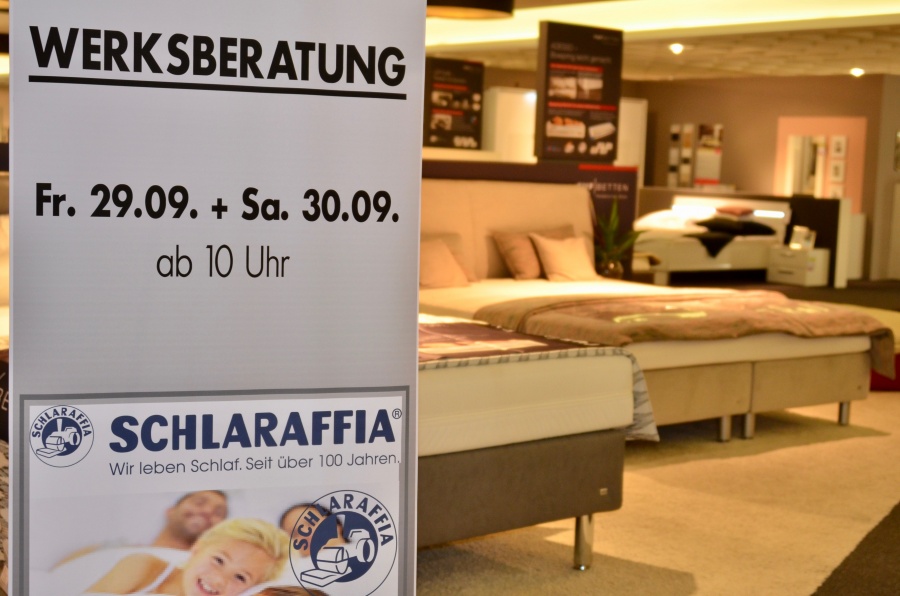 WERKSBERATUNG
Fr. 29.09. + Sa. 30.09.
ab 10 Uhr
SCHLARAFFIA
SCHLARAFFIA®
Wir leben Schlaf. Seit über 100 Jahren.
SCHLARAFFIA
BETTEN